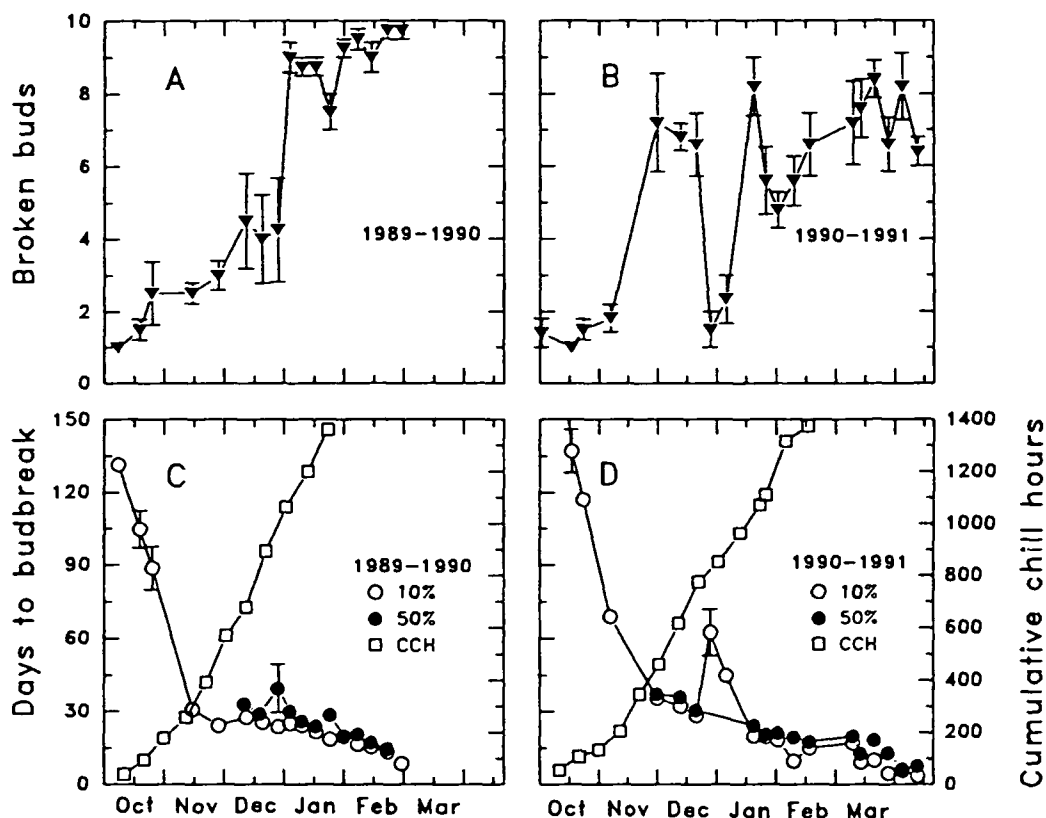 Broken buds
10
8
6
4
2
0
A
1989-1990
B
1990-1991
Days to budbreak
150
120
90
60
30
0
C
1989-1990
10%
50%
CCH
D
1990-1991
10%
50%
CCH
1400
1200
1000
800
600
400
200
0
Cumulative chill hours
Oct Nov Dec Jan Feb Mar
Oct Nov Dec Jan Feb Mar